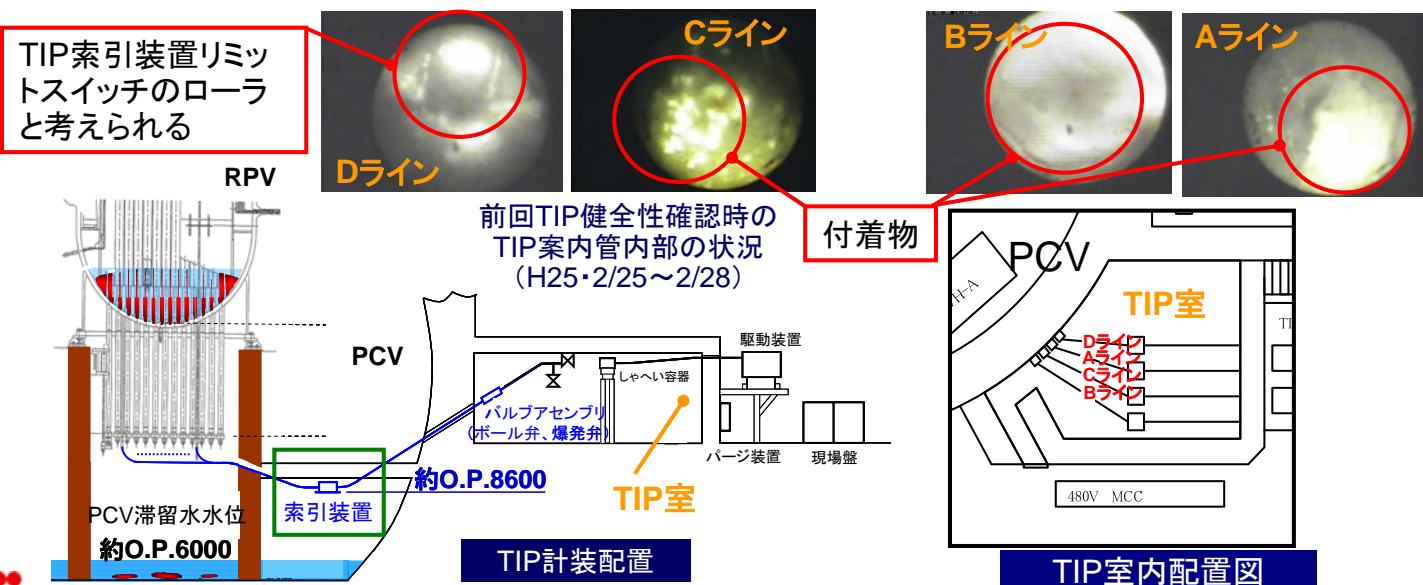 TIP索引装置リミッ
トスイッチのローラ
と考えられる
Dライン
Cライン
Bライン
Aライン
前回TIP健全性確認時の
TIP案内管内部の状況
(H25・2/25～2/28)
付着物
RPV
PCV
駆動装置
しゃへい容器
バルブアセンブリ
(ボール弁、爆発弁)
パージ装置
現場盤
TIP室
約O.P.8600
索引装置
PCV滞留水水位
約O.P.6000
TIP計装配置
PCV
H-A
TIP室
Dライン
Aライン
Cライン
Bライン
480V MCC
TIP室内配置図